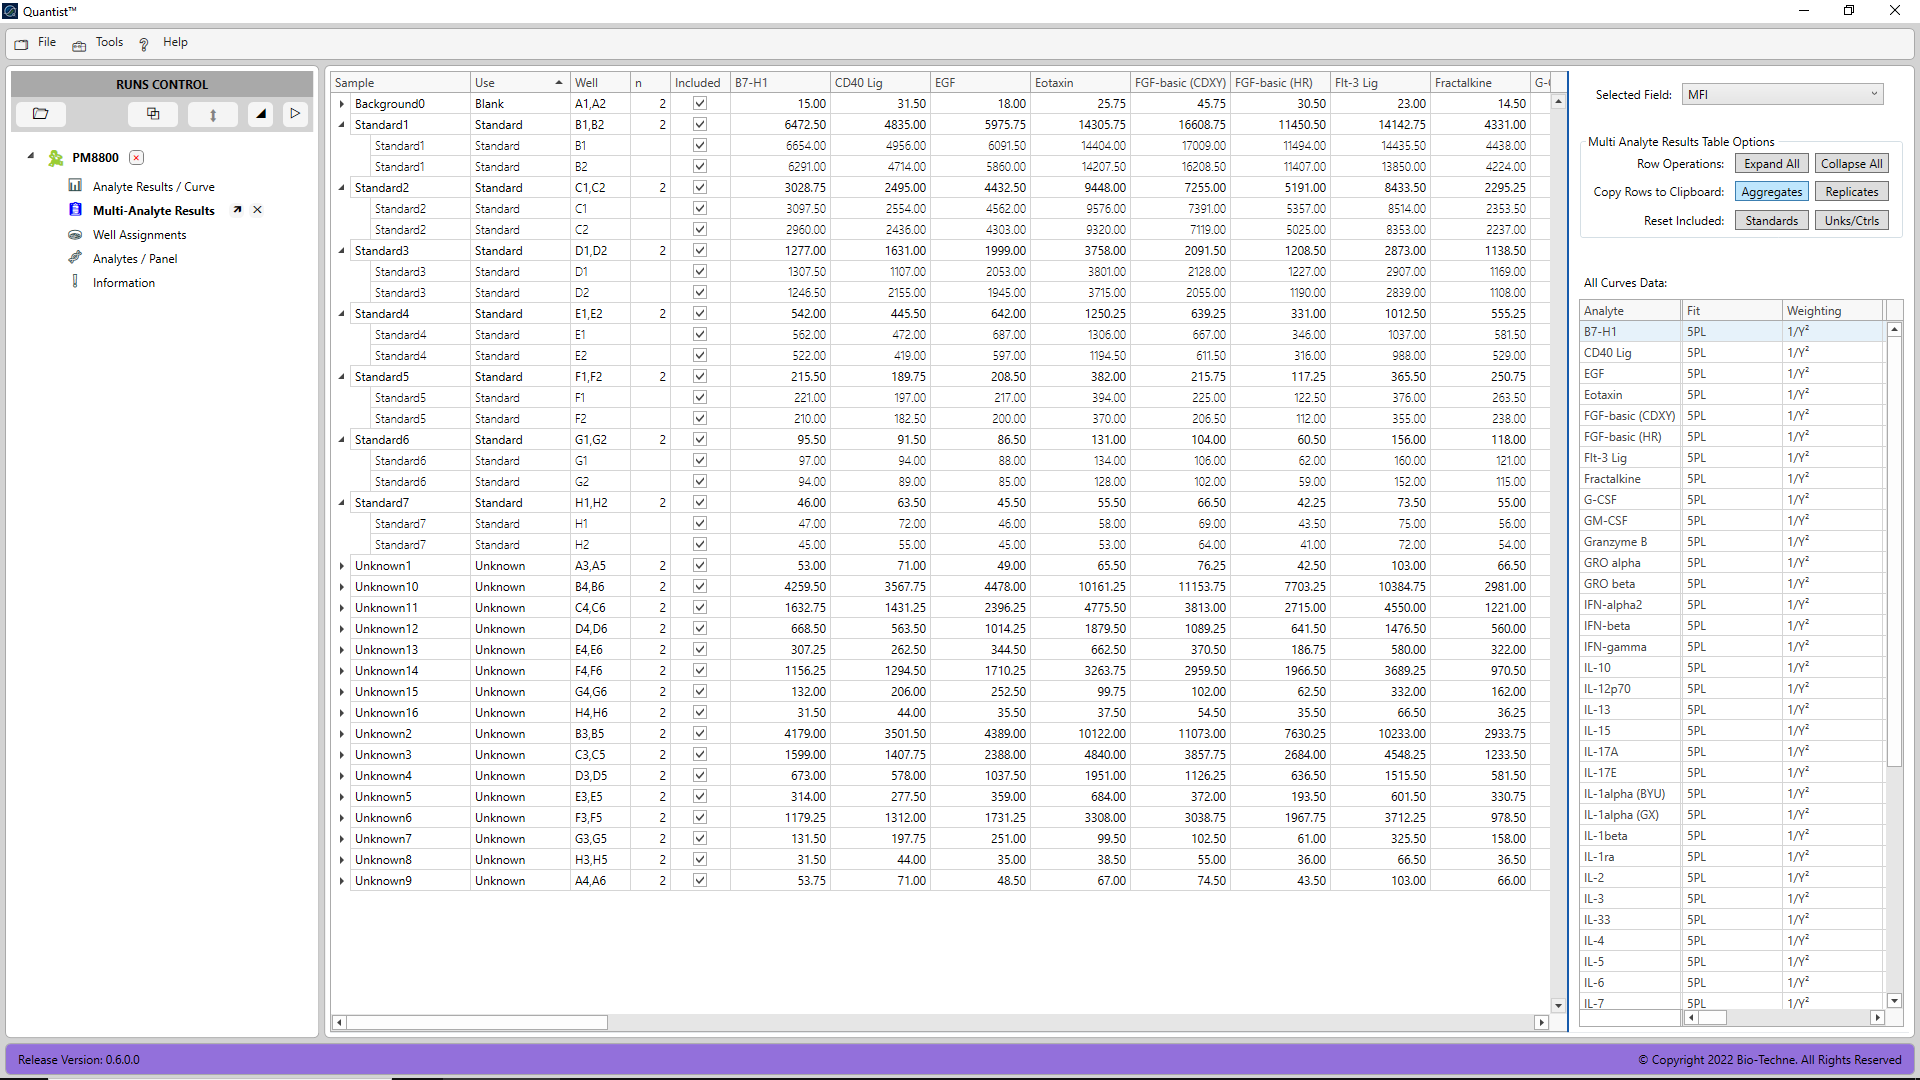 Quantist™
File Tools Help
RUNS CONTROL
PM8800
Analyte Results / Curve
Multi-Analyte Results
Well Assignments
Analytes / Panel
Information
Sample Use Well n Included B7-H1 CD40 Lig EGF Eotaxin FGF-basic (CDXY) FGF-basic (HR) Flt-3 Lig Fractalkine G-C
Background0 Blank A1,A2 2 15.00 31.50 18.00 25.75 45.75 30.50 23.00 14.50
Standard1 Standard B1,B2 2 6472.50 4835.00 5975.75 14305.75 16608.75 11450.50 14142.75 4331.00
Standard1 Standard B1 6654.00 4956.00 6091.50 14404.00 17009.00 11494.00 14435.50 4438.00
Standard1 Standard B2 6291.00 4714.00 5860.00 14207.50 16208.50 11407.00 13850.00 4224.00
Standard2 Standard C1,C2 2 3028.75 2495.00 4432.50 9448.00 7255.00 5191.00 8433.50 2295.25
Standard2 Standard C1 3097.50 2554.00 4562.00 9576.00 7391.00 5357.00 8514.00 2353.50
Standard2 Standard C2 2960.00 2436.00 4303.00 9320.00 7119.00 5025.00 8353.00 2237.00
Standard3 Standard D1,D2 2 1277.00 1631.00 1999.00 3758.00 2091.50 1208.50 2873.00 1138.50
Standard3 Standard D1 1307.50 1107.00 2053.00 3801.00 2128.00 1227.00 2907.00 1169.00
Standard3 Standard D2 1246.50 2155.00 1945.00 3715.00 2055.00 1190.00 2839.00 1108.00
Standard4 Standard E1,E2 2 542.00 445.50 642.00 1250.25 639.25 331.00 1012.50 555.25
Standard4 Standard E1 562.00 472.00 687.00 1306.00 667.00 346.00 1037.00 581.50
Standard4 Standard E2 522.00 419.00 597.00 1194.50 611.50 316.00 988.00 529.00
Standard5 Standard F1,F2 2 215.50 189.75 208.50 382.00 215.75 117.25 365.50 250.75
Standard5 Standard F1 221.00 197.00 217.00 394.00 225.00 122.50 376.00 263.50
Standard5 Standard F2 210.00 182.50 200.00 370.00 206.50 112.00 355.00 238.00
Standard6 Standard G1,G2 2 95.50 91.50 86.50 131.00 104.00 60.50 156.00 118.00
Standard6 Standard G1 97.00 94.00 88.00 134.00 106.00 62.00 160.00 121.00
Standard6 Standard G2 94.00 89.00 85.00 128.00 102.00 59.00 152.00 115.00
Standard7 Standard H1,H2 2 46.00 63.50 45.50 55.50 66.50 42.25 73.50 55.00
Standard7 Standard H1 47.00 72.00 46.00 58.00 69.00 43.50 75.00 56.00
Standard7 Standard H2 45.00 55.00 45.00 53.00 64.00 41.00 72.00 54.00
Unknown1 Unknown A3,A5 2 53.00 71.00 49.00 65.50 76.25 42.50 103.00 66.50
Unknown10 Unknown B4,B6 2 4259.50 3567.75 4478.00 10161.25 11153.75 7703.25 10384.75 2981.00
Unknown11 Unknown C4,C6 2 1632.75 1431.25 2396.25 4775.50 3813.00 2715.00 4550.00 1221.00
Unknown12 Unknown D4,D6 2 668.50 563.50 1014.25 1879.50 1089.25 641.50 1476.50 560.00
Unknown13 Unknown E4,E6 2 307.25 262.50 344.50 662.50 370.50 186.75 580.00 322.00
Unknown14 Unknown F4,F6 2 1156.25 1294.50 1710.25 3263.75 2959.50 1966.50 3689.25 970.50
Unknown15 Unknown G4,G6 2 132.00 206.00 252.50 99.75 102.00 62.50 332.00 162.00
Unknown16 Unknown H4,H6 2 31.50 44.00 35.50 37.50 54.50 35.50 66.50 36.25
Unknown2 Unknown B3,B5 2 4179.00 3501.50 4389.00 10122.00 11073.00 7630.25 10233.00 2933.75
Unknown3 Unknown C3,C5 2 1599.00 1407.75 2388.00 4840.00 3857.75 2684.00 4548.25 1233.50
Unknown4 Unknown D3,D5 2 673.00 578.00 1037.50 1951.00 1126.25 636.50 1515.50 581.50
Unknown5 Unknown E3,E5 2 314.00 277.50 359.00 684.00 372.00 193.50 601.50 330.75
Unknown6 Unknown F3,F5 2 1179.25 1312.00 1731.25 3308.00 3038.75 1967.75 3712.25 978.50
Unknown7 Unknown G3,G5 2 131.50 197.75 251.00 99.50 102.50 61.00 325.50 158.00
Unknown8 Unknown H3,H5 2 31.50 44.00 35.00 38.50 55.00 36.00 66.50 36.50
Unknown9 Unknown A4,A6 2 53.75 71.00 48.50 67.00 74.50 43.50 103.00 66.00
Selected Field: MFI
Multi Analyte Results Table Options
Row Operations: Expand All Collapse All
Copy Rows to Clipboard: Aggregates Replicates
Reset Included: Standards Unks/Ctrls
All Curves Data:
Analyte Fit Weighting
B7-H1 5PL 1/Y²
CD40 Lig 5PL 1/Y²
EGF 5PL 1/Y²
Eotaxin 5PL 1/Y²
FGF-basic (CDXY) 5PL 1/Y²
FGF-basic (HR) 5PL 1/Y²
Flt-3 Lig 5PL 1/Y²
Fractalkine 5PL 1/Y²
G-CSF 5PL 1/Y²
GM-CSF 5PL 1/Y²
Granzyme B 5PL 1/Y²
GRO alpha 5PL 1/Y²
GRO beta 5PL 1/Y²
IFN-alpha2 5PL 1/Y²
IFN-beta 5PL 1/Y²
IFN-gamma 5PL 1/Y²
IL-10 5PL 1/Y²
IL-12p70 5PL 1/Y²
IL-13 5PL 1/Y²
IL-15 5PL 1/Y²
IL-17A 5PL 1/Y²
IL-17E 5PL 1/Y²
IL-1alpha (BYU) 5PL 1/Y²
IL-1alpha (GX) 5PL 1/Y²
IL-1beta 5PL 1/Y²
IL-1ra 5PL 1/Y²
IL-2 5PL 1/Y²
IL-3 5PL 1/Y²
IL-33 5PL 1/Y²
IL-4 5PL 1/Y²
IL-5 5PL 1/Y²
IL-6 5PL 1/Y²
IL-7 5PL 1/Y²
Release Version: 0.6.0.0
© Copyright 2022 Bio-Techne. All Rights Reserved